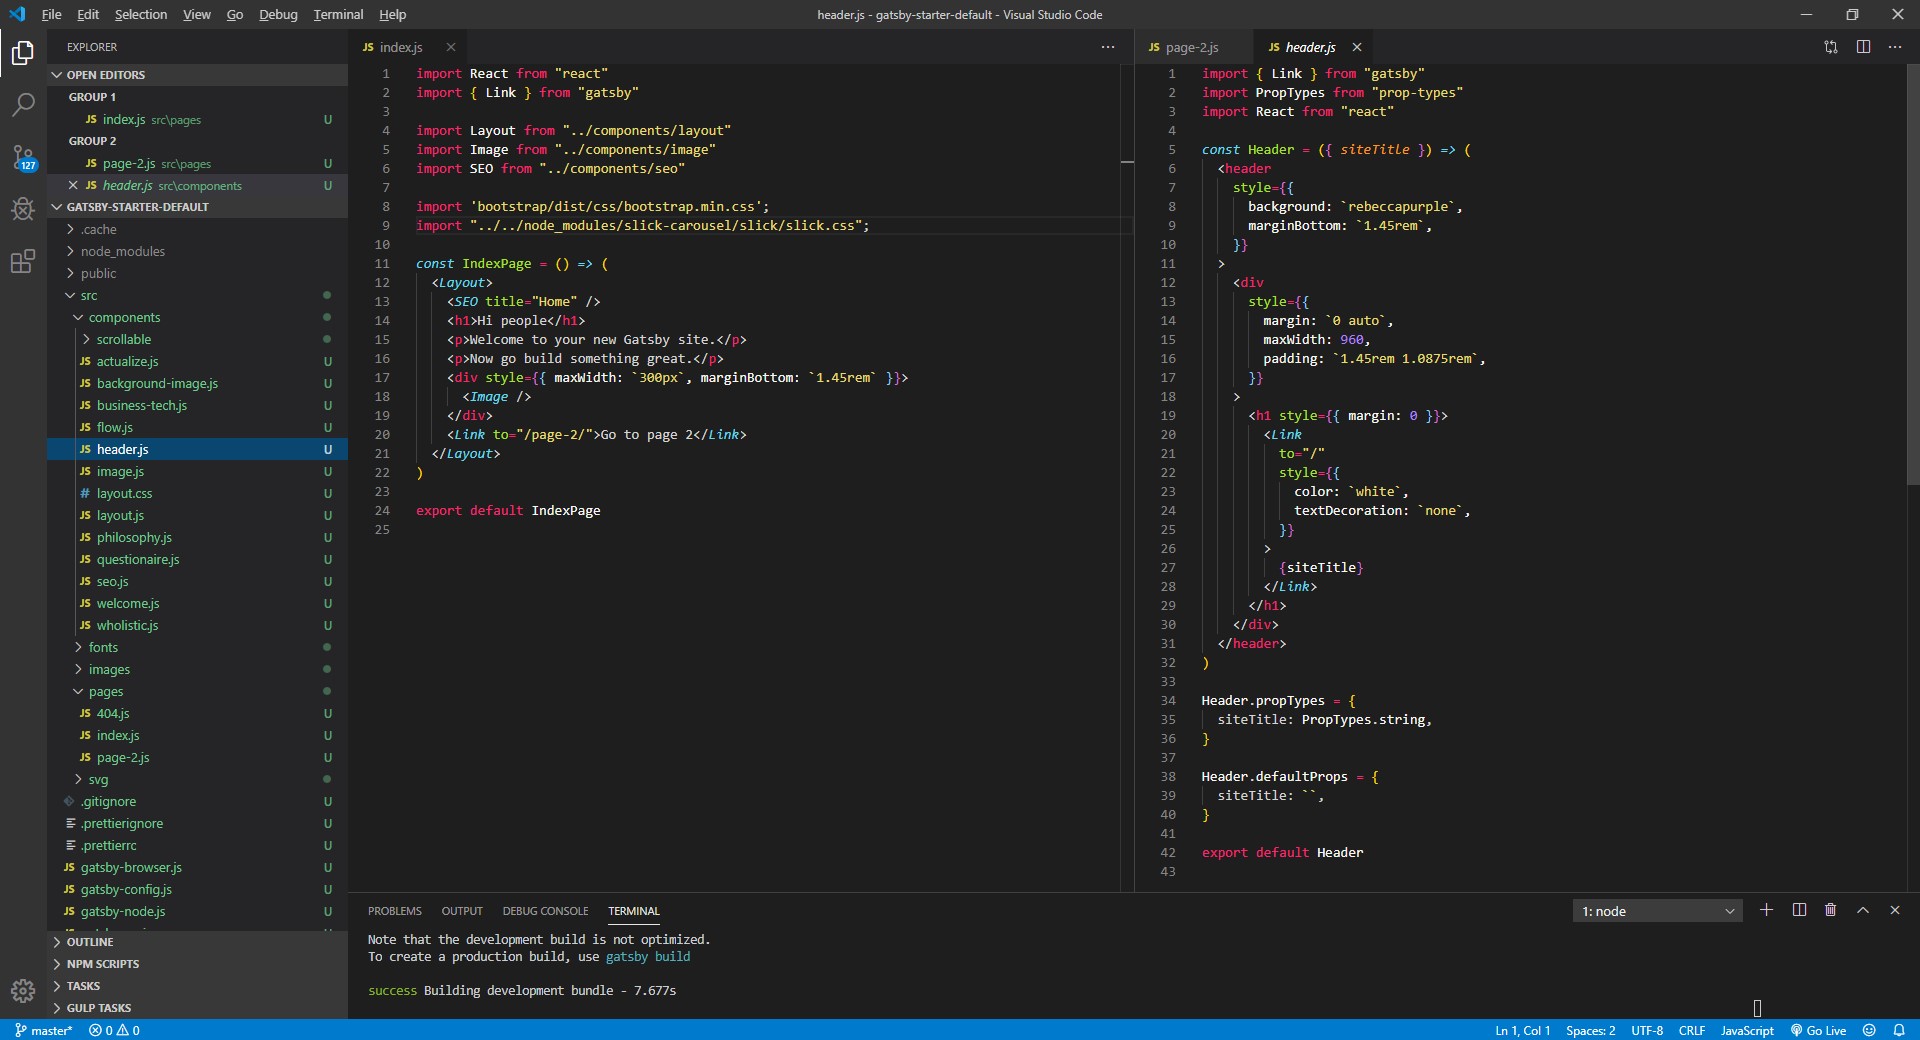 File Edit Selection View Go Debug Terminal Help
header.js - gatsby-starter-default - Visual Studio Code
EXPLORER
OPEN EDITORS
GROUP 1
JS index.js src\pages U
GROUP 2
JS page-2.js src\pages U
JS header.js src\components U
GATSBY-STARTER-DEFAULT
.cache
node_modules
public
src
components
scrollable
JS actualize.js U
JS background-image.js U
JS business-tech.js U
JS flow.js U
JS header.js U
JS image.js U
# layout.css U
JS layout.js U
JS philosophy.js U
JS questionaire.js U
JS seo.js U
JS welcome.js U
JS wholistic.js U
fonts
images
pages
JS 404.js U
JS index.js U
JS page-2.js U
svg
.gitignore U
.prettierignore U
.prettierrc U
JS gatsby-browser.js U
JS gatsby-config.js U
JS gatsby-node.js U
OUTLINE
NPM SCRIPTS
TASKS
GULP TASKS
127
JS index.js
1 import React from "react"
2 import { Link } from "gatsby"
3
4 import Layout from "../components/layout"
5 import Image from "../components/image"
6 import SEO from "../components/seo"
7
8 import 'bootstrap/dist/css/bootstrap.min.css';
9 import "../../node_modules/slick-carousel/slick/slick.css";
10
11 const IndexPage = () => (
12 <Layout>
13 <SEO title="Home" />
14 <h1>Hi people</h1>
15 <p>Welcome to your new Gatsby site.</p>
16 <p>Now go build something great.</p>
17 <div style={{ maxWidth: `300px`, marginBottom: `1.45rem` }}>
18 <Image />
19 </div>
20 <Link to="/page-2/">Go to page 2</Link>
21 </Layout>
22 )
23
24 export default IndexPage
25
JS page-2.js
JS header.js
1 import { Link } from "gatsby"
2 import PropTypes from "prop-types"
3 import React from "react"
4
5 const Header = ({ siteTitle }) => (
6 <header
7 style={{
8 background: `rebeccapurple`,
9 marginBottom: `1.45rem`,
10 }}
11 >
12 <div
13 style={{
14 margin: `0 auto`,
15 maxWidth: 960,
16 padding: `1.45rem 1.0875rem`,
17 }}
18 >
19 <h1 style={{ margin: 0 }}>
20 <Link
21 to="/"
22 style={{
23 color: `white`,
24 textDecoration: `none`,
25 }}
26 >
27 {siteTitle}
28 </Link>
29 </h1>
30 </div>
31 </header>
32 )
33
34 Header.propTypes = {
35 siteTitle: PropTypes.string,
36 }
37
38 Header.defaultProps = {
39 siteTitle: ``,
40 }
41
42 export default Header
43
PROBLEMS OUTPUT DEBUG CONSOLE TERMINAL
1: node
Note that the development build is not optimized.
To create a production build, use gatsby build
success Building development bundle - 7.677s
master* 0 0
Ln 1, Col 1 Spaces: 2 UTF-8 CRLF JavaScript Go Live